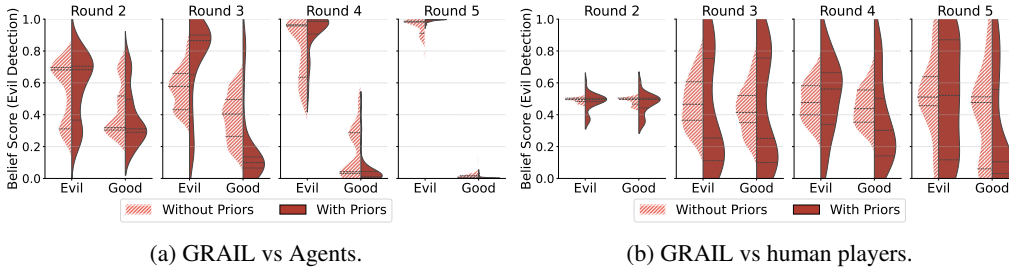 Round 2 Round 3 Round 4 Round 5
Belief Score (Evil Detection)
1.0
0.8
0.6
0.4
0.2
0.0
Evil Good Evil Good Evil Good Evil Good
Without Priors With Priors
(a) GRAIL vs Agents.
Round 2 Round 3 Round 4 Round 5
Belief Score (Evil Detection)
1.0
0.8
0.6
0.4
0.2
0.0
Evil Good Evil Good Evil Good Evil Good
Without Priors With Priors
(b) GRAIL vs human players.